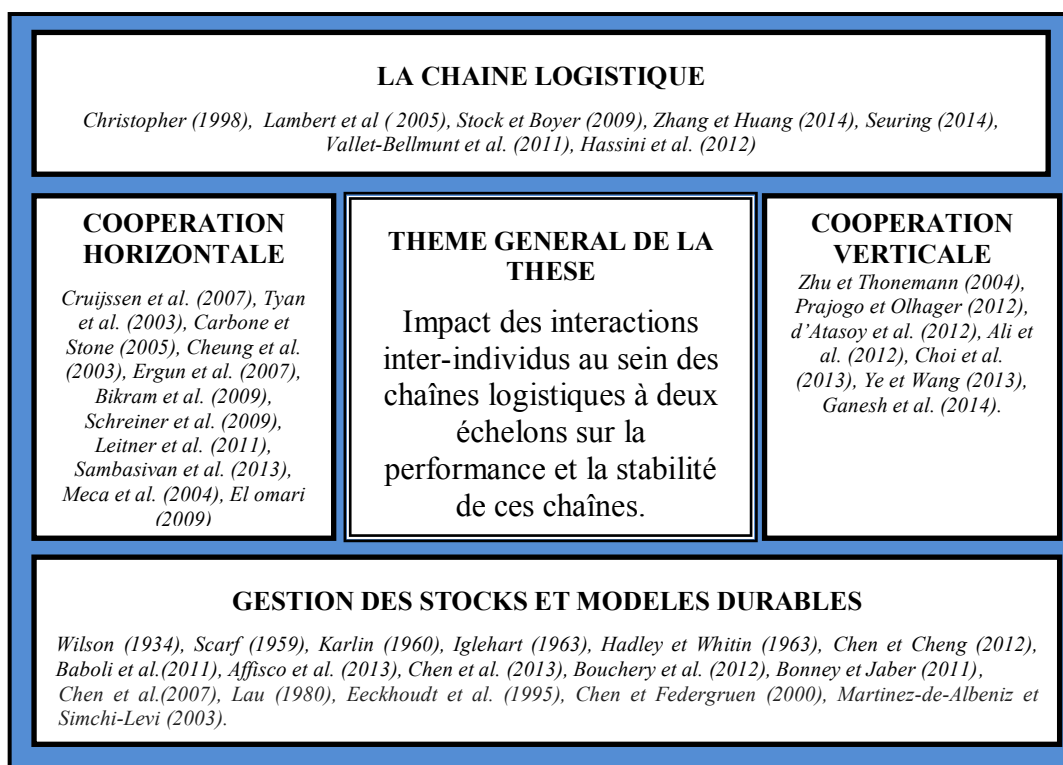 LA CHAINE LOGISTIQUE
Christopher (1998), Lambert et al ( 2005), Stock et Boyer (2009), Zhang et Huang (2014), Seuring (2014),
Vallet-Bellmunt et al. (2011), Hassini et al. (2012)
COOPERATION
HORIZONTALE
Cruijssen et al. (2007), Tyan
et al. (2003), Carbone et
Stone (2005), Cheung et al.
(2003), Ergun et al. (2007),
Bikram et al. (2009),
Schreiner et al. (2009),
Leitner et al. (2011),
Sambasivan et al. (2013),
Meca et al. (2004), El omari
(2009)
THEME GENERAL DE LA
THESE
Impact des interactions
inter-individus au sein des
chaînes logistiques à deux
échelons sur la
performance et la stabilité
de ces chaînes.
COOPERATION
VERTICALE
Zhu et Thonemann (2004),
Prajogo et Olhager (2012),
d’Atasoy et al. (2012), Ali et
al. (2012), Choi et al.
(2013), Ye et Wang (2013),
Ganesh et al. (2014).
GESTION DES STOCKS ET MODELES DURABLES
Wilson (1934), Scarf (1959), Karlin (1960), Iglehart (1963), Hadley et Whitin (1963), Chen et Cheng (2012),
Baboli et al.(2011), Affisco et al. (2013), Chen et al. (2013), Bouchery et al. (2012), Bonney et Jaber (2011),
Chen et al.(2007), Lau (1980), Eeckhoudt et al. (1995), Chen et Federgruen (2000), Martinez-de-Albeniz et
Simchi-Levi (2003).